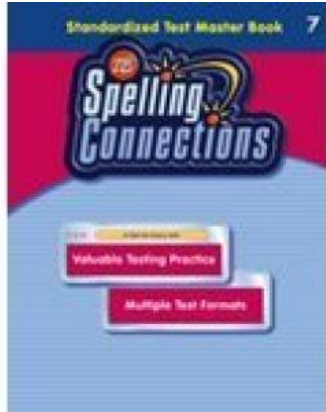 Standardized Test Master Book 7
Spelling
Connections
Valuable Testing Practice
Multiple Test Formats